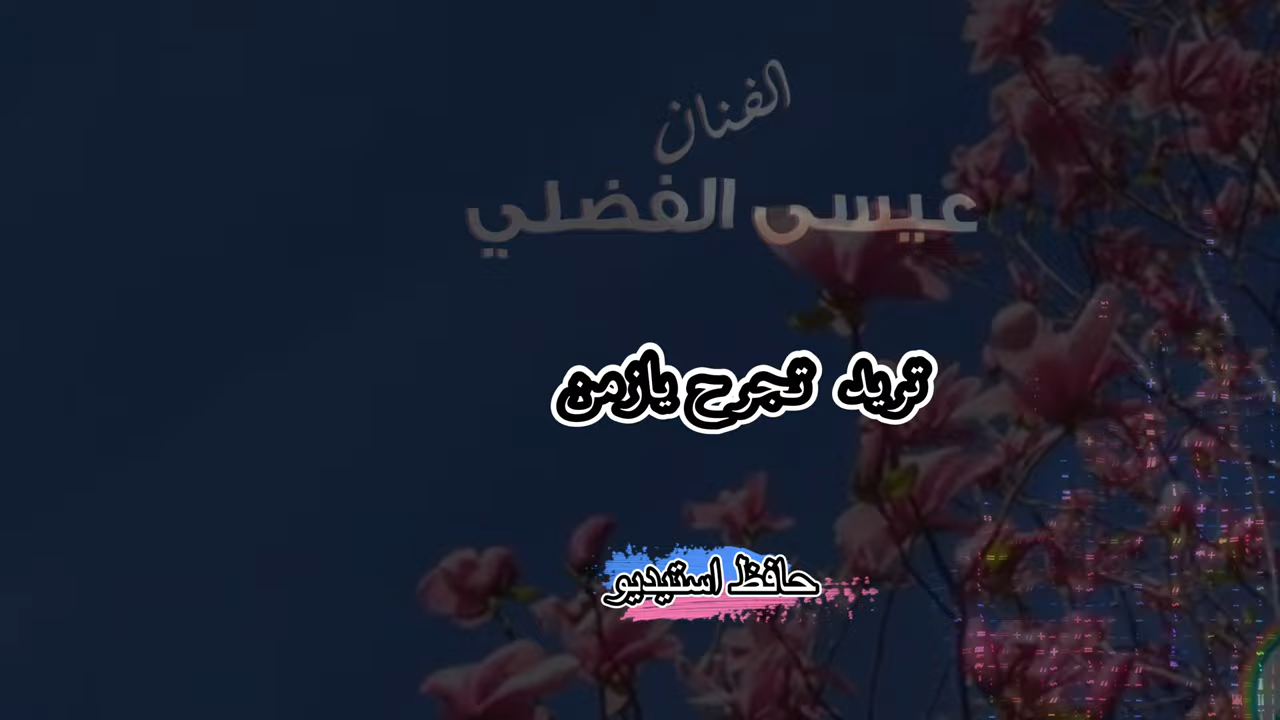 الفنان
عيسى الفضلي
تريد تجرح يازمن
حافظ استيديو